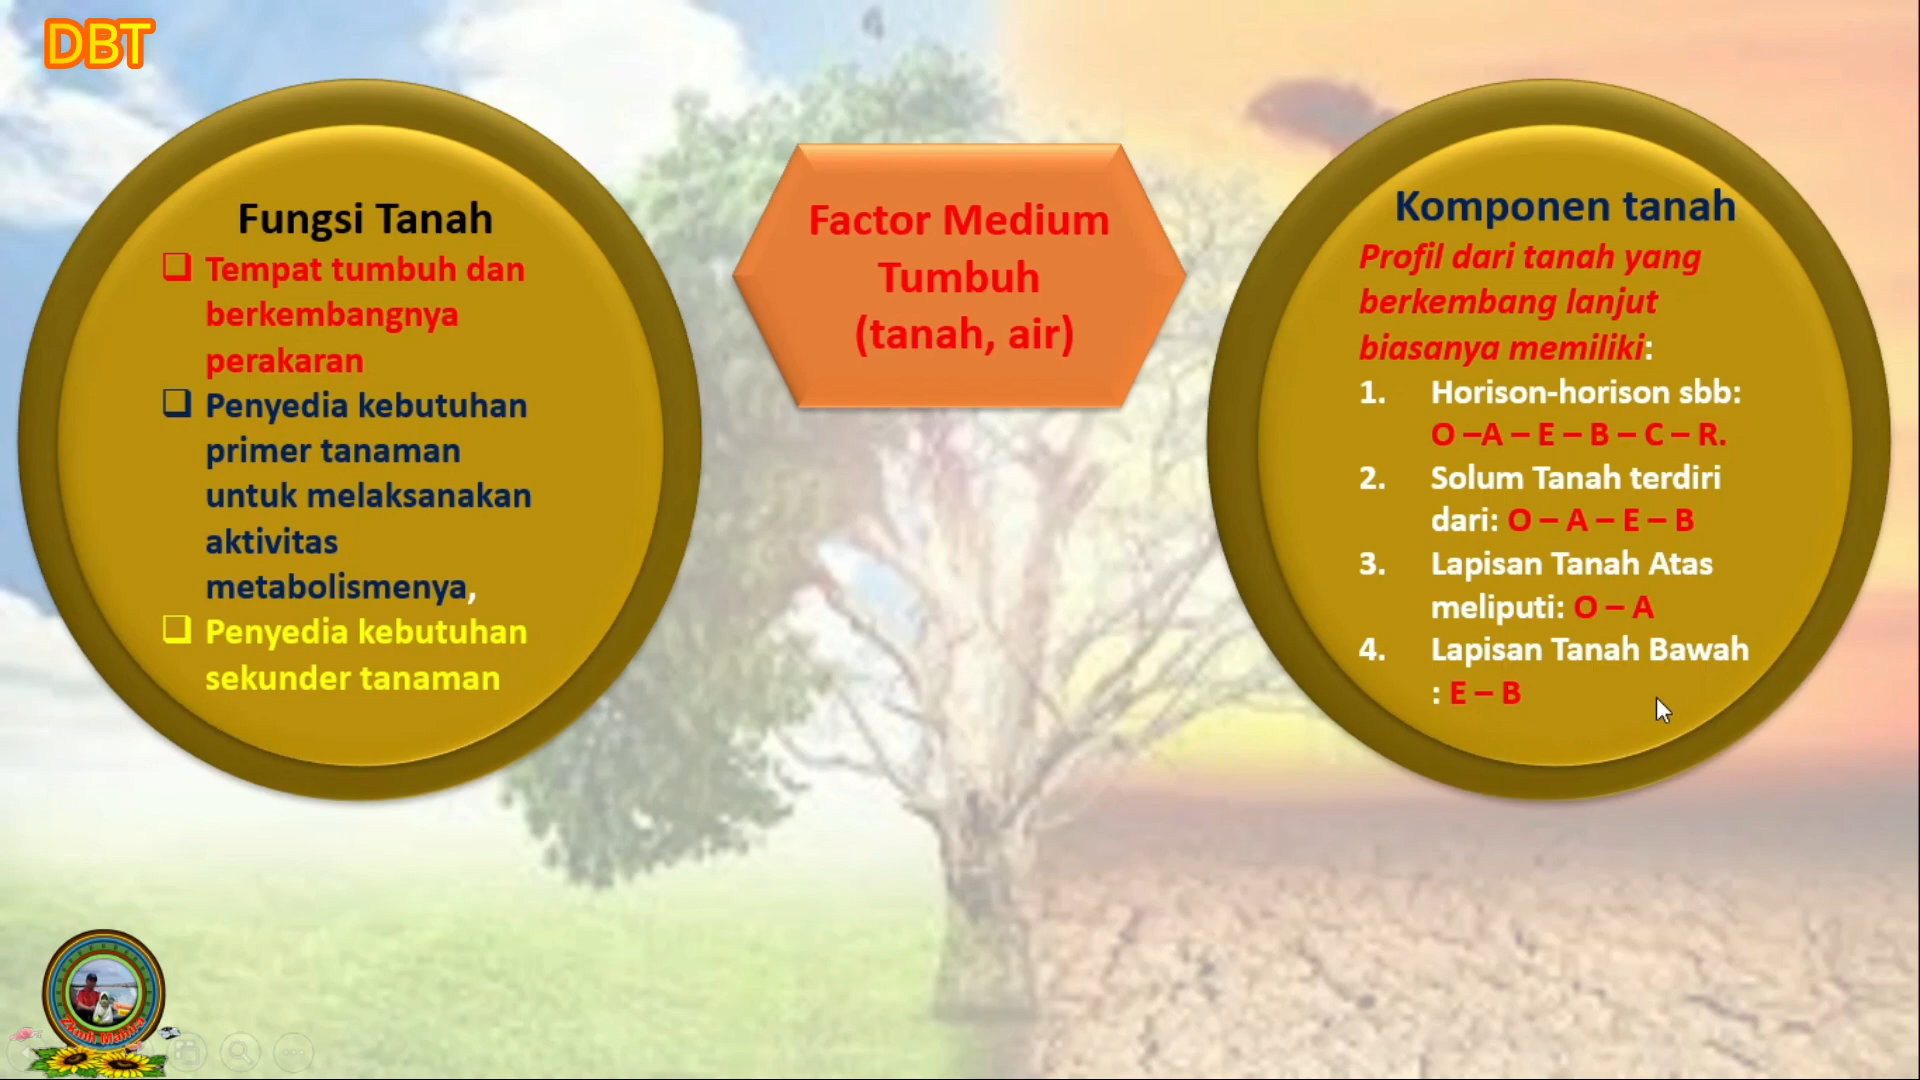 DBT
Fungsi Tanah
Tempat tumbuh dan
berkembangnya
perakaran
Penyedia kebutuhan
primer tanaman
untuk melaksanakan
aktivitas
metabolismenya,
Penyedia kebutuhan
sekunder tanaman
Factor Medium
Tumbuh
(tanah, air)
Komponen tanah
Profil dari tanah yang
berkembang lanjut
biasanya memiliki:
1. Horison-horison sbb:
O –A – E – B – C – R.
2. Solum Tanah terdiri
dari: O – A – E – B
3. Lapisan Tanah Atas
meliputi: O – A
4. Lapisan Tanah Bawah
: E – B